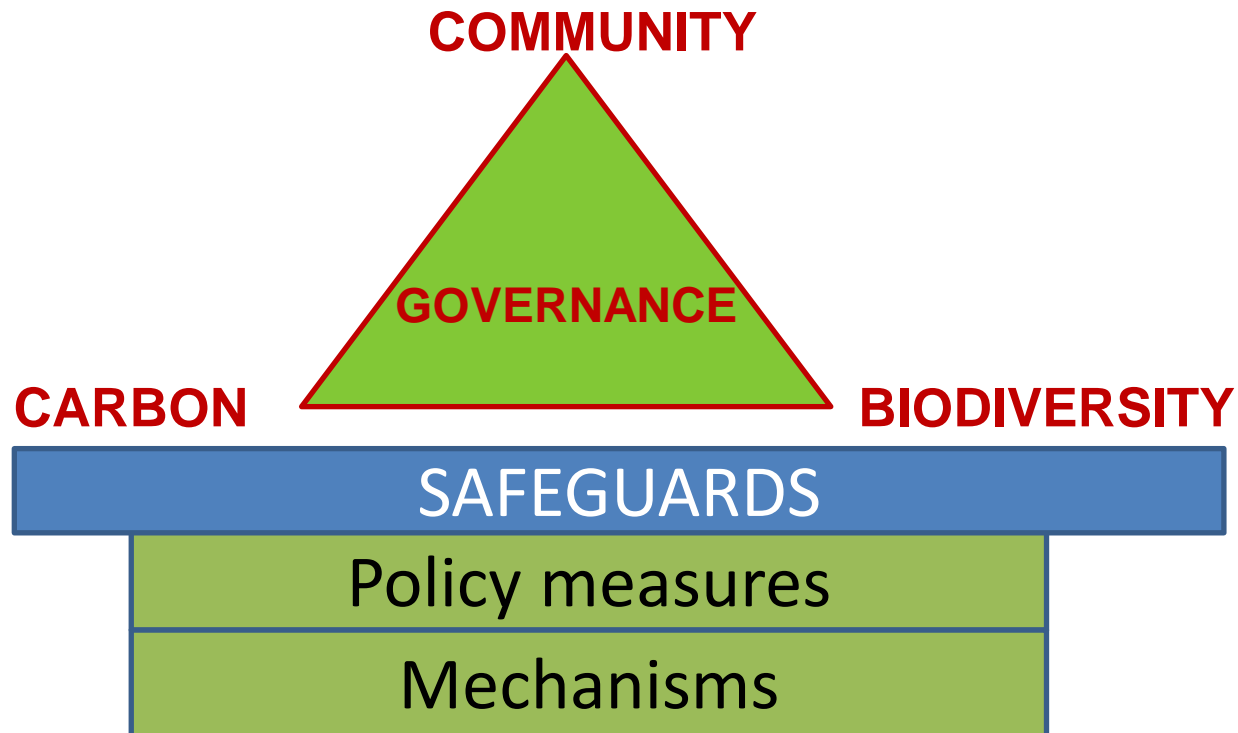 COMMUNITY
GOVERNANCE
CARBON
BIODIVERSITY
SAFEGUARDS
Policy measures
Mechanisms